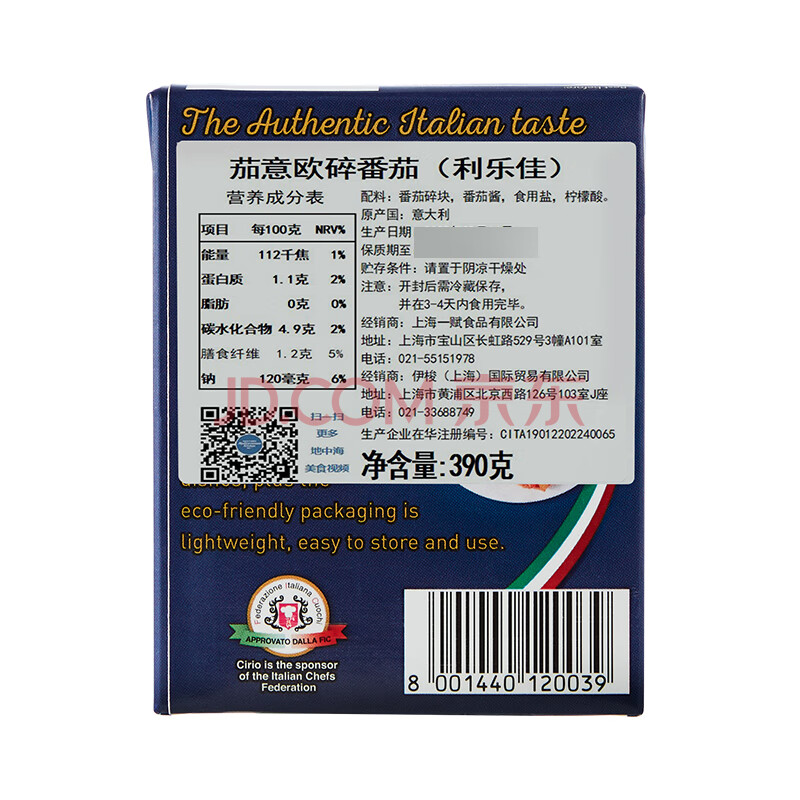 The Authentic Italian taste
茄意欧碎番茄（利乐佳）
营养成分表
项目 每100克 NRV%
能量 112千焦 1%
蛋白质 1.1克 2%
脂肪 0克 0%
碳水化合物 4.9克 2%
膳食纤维 1.2克 5%
钠 120毫克 6%
扫一扫
更多
地中海
美食视频
配料：番茄碎块，番茄酱，食用盐，柠檬酸。
原产国：意大利
生产日期
保质期至
贮存条件：请置于阴凉干燥处
注意：开封后需冷藏保存，
并在3-4天内食用完毕。
经销商：上海一赋食品有限公司
地址：上海市宝山区长虹路529号3幢A101室
电话：021-55151978
经销商：伊梭（上海）国际贸易有限公司
地址：上海市黄浦区北京西路126号103室J座
电话：021-33688749
生产企业在华注册编号：CITA19012202240065
净含量:390克
JD.COM 京东
plus the
eco-friendly packaging is
lightweight, easy to store and use.
Federazione Italiana Cuochi
APPROVATO DALLA FIC
Cirio is the sponsor
of the Italian Chefs
Federation
8 001440 120039